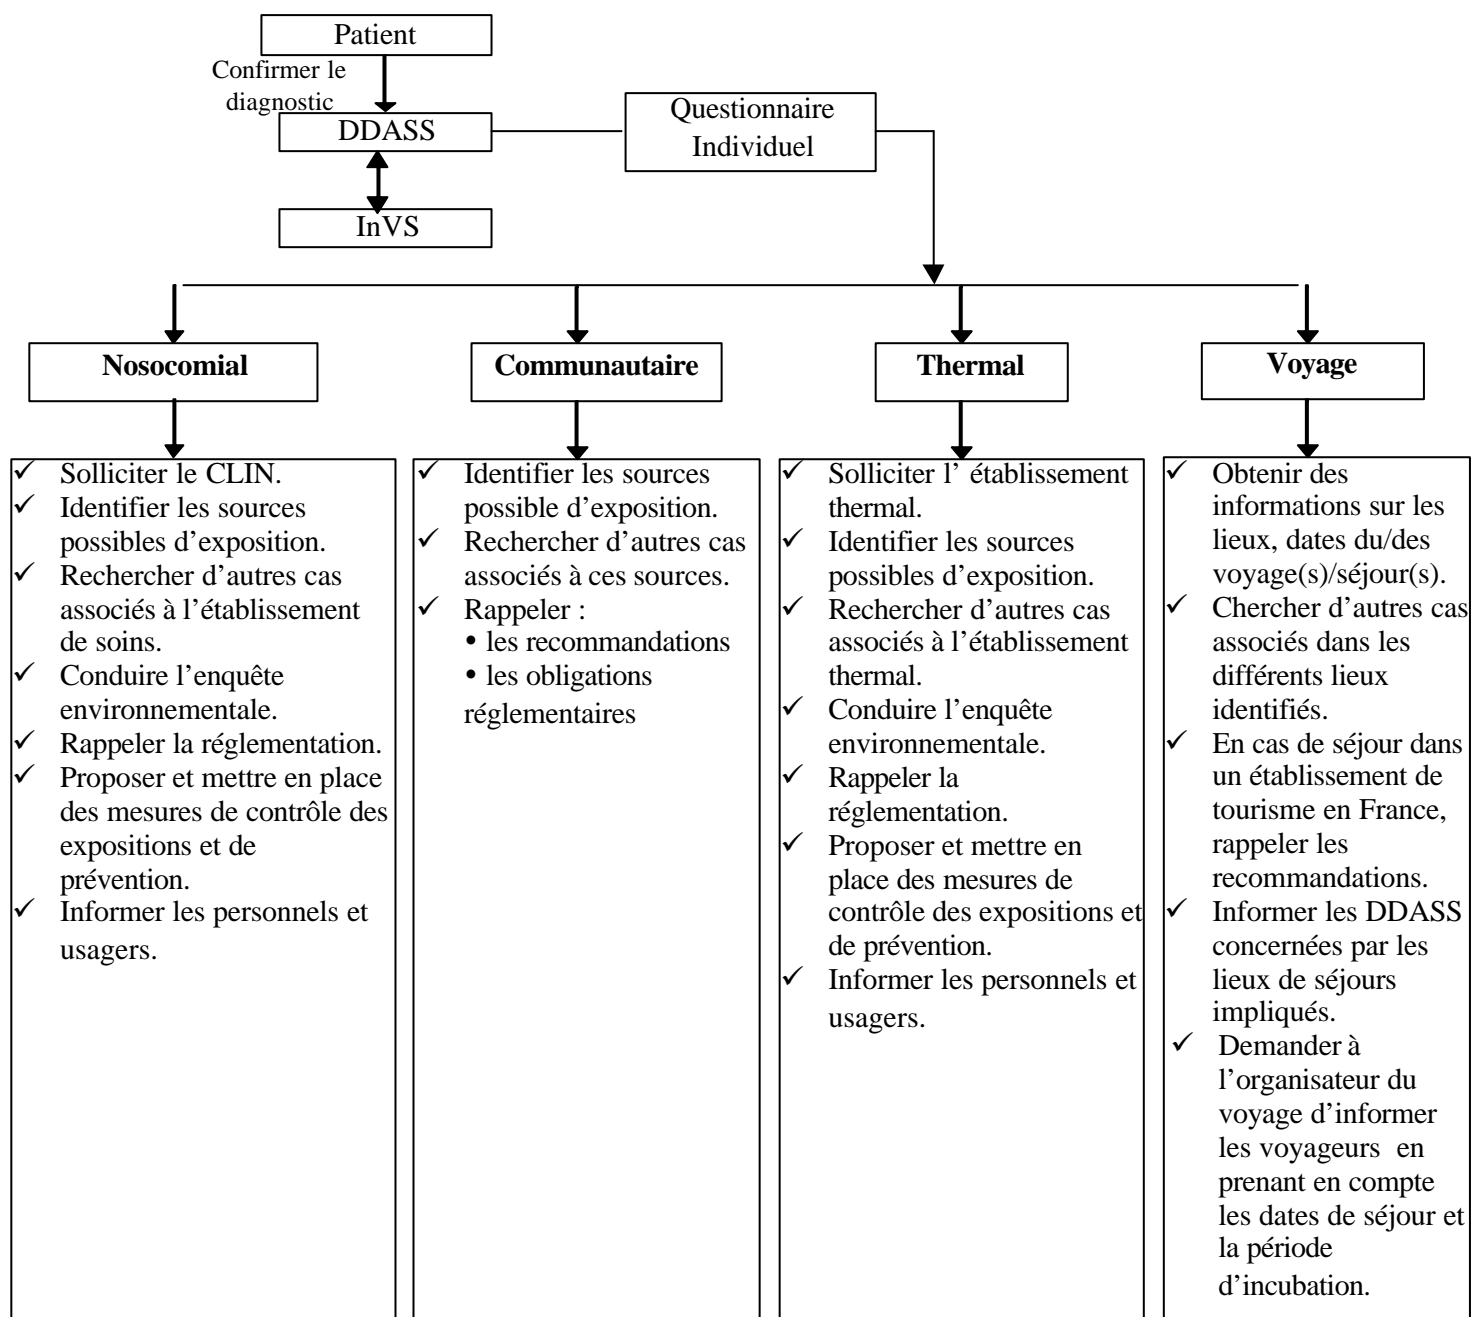 Patient
Confirmer le
diagnostic
DDASS
Questionnaire
Individuel
InVS
Nosocomial
Communautaire
Thermal
Voyage
✓ Solliciter le CLIN.
✓ Identifier les sources
possibles d’exposition.
✓ Rechercher d’autres cas
associés à l’établissement
de soins.
✓ Conduire l’enquête
environnementale.
✓ Rappeler la réglementation.
✓ Proposer et mettre en place
des mesures de contrôle des
expositions et de
prévention.
✓ Informer les personnels et
usagers.
✓ Identifier les sources
possible d’exposition.
✓ Rechercher d’autres cas
associés à ces sources.
✓ Rappeler :
• les recommandations
• les obligations
réglementaires
✓ Solliciter l’ établissement
thermal.
✓ Identifier les sources
possibles d’exposition.
✓ Rechercher d’autres cas
associés à l’établissement
thermal.
✓ Conduire l’enquête
environnementale.
✓ Rappeler la
réglementation.
✓ Proposer et mettre en
place des mesures de
contrôle des expositions et
de prévention.
✓ Informer les personnels et
usagers.
✓ Obtenir des
informations sur les
lieux, dates du/des
voyage(s)/séjour(s).
✓ Chercher d’autres cas
associés dans les
différents lieux
identifiés.
✓ En cas de séjour dans
un établissement de
tourisme en France,
rappeler les
recommandations.
✓ Informer les DDASS
concernées par les
lieux de séjours
impliqués.
✓ Demander à
l’organisateur du
voyage d’informer
les voyageurs en
prenant en compte
les dates de séjour et
la période
d’incubation.